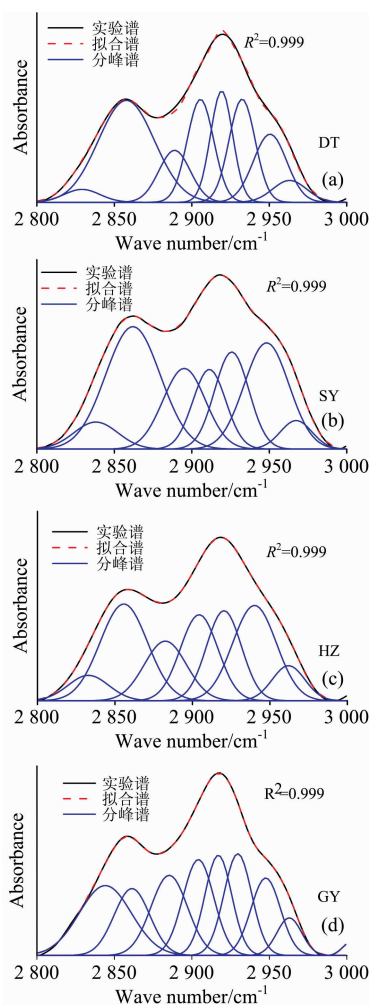 实验谱
拟合谱
分峰谱
R²=0.999
DT
(a)
Absorbance
2 800 2 850 2 900 2 950 3 000
Wave number/cm⁻¹
实验谱
拟合谱
分峰谱
R²=0.999
SY
(b)
Absorbance
2 800 2 850 2 900 2 950 3 000
Wave number/cm⁻¹
实验谱
拟合谱
分峰谱
R²=0.999
HZ
(c)
Absorbance
2 800 2 850 2 900 2 950 3 000
Wave number/cm⁻¹
实验谱
拟合谱
分峰谱
R²=0.999
GY
(d)
Absorbance
2 800 2 850 2 900 2 950 3 000
Wave number/cm⁻¹